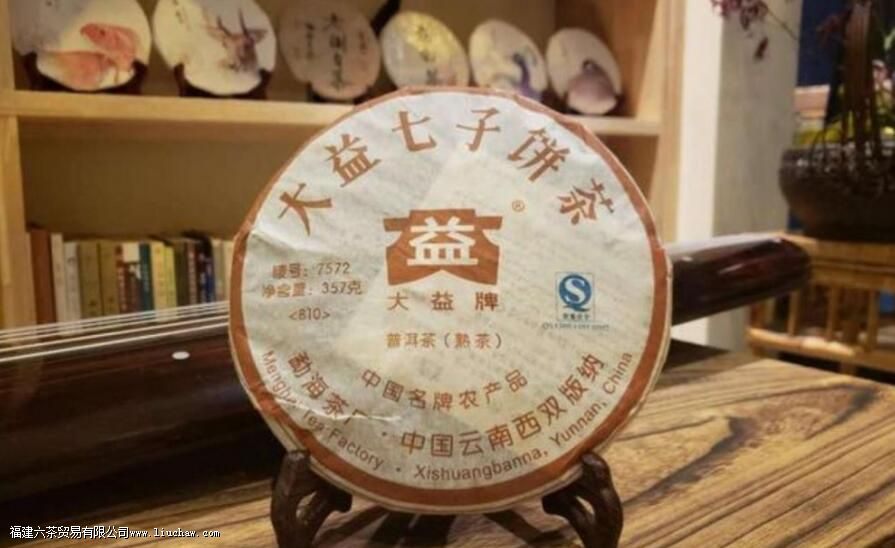 大益七子饼茶
益
®
唛号：7572
净含量：357克
<810>
大益牌
普洱茶（熟茶）
中国名牌农产品
勐海茶厂·中国云南西双版纳
Menghai Tea Factory · Xishuangbanna, Yunnan, China
福建六茶贸易有限公司www.liuchaw.com